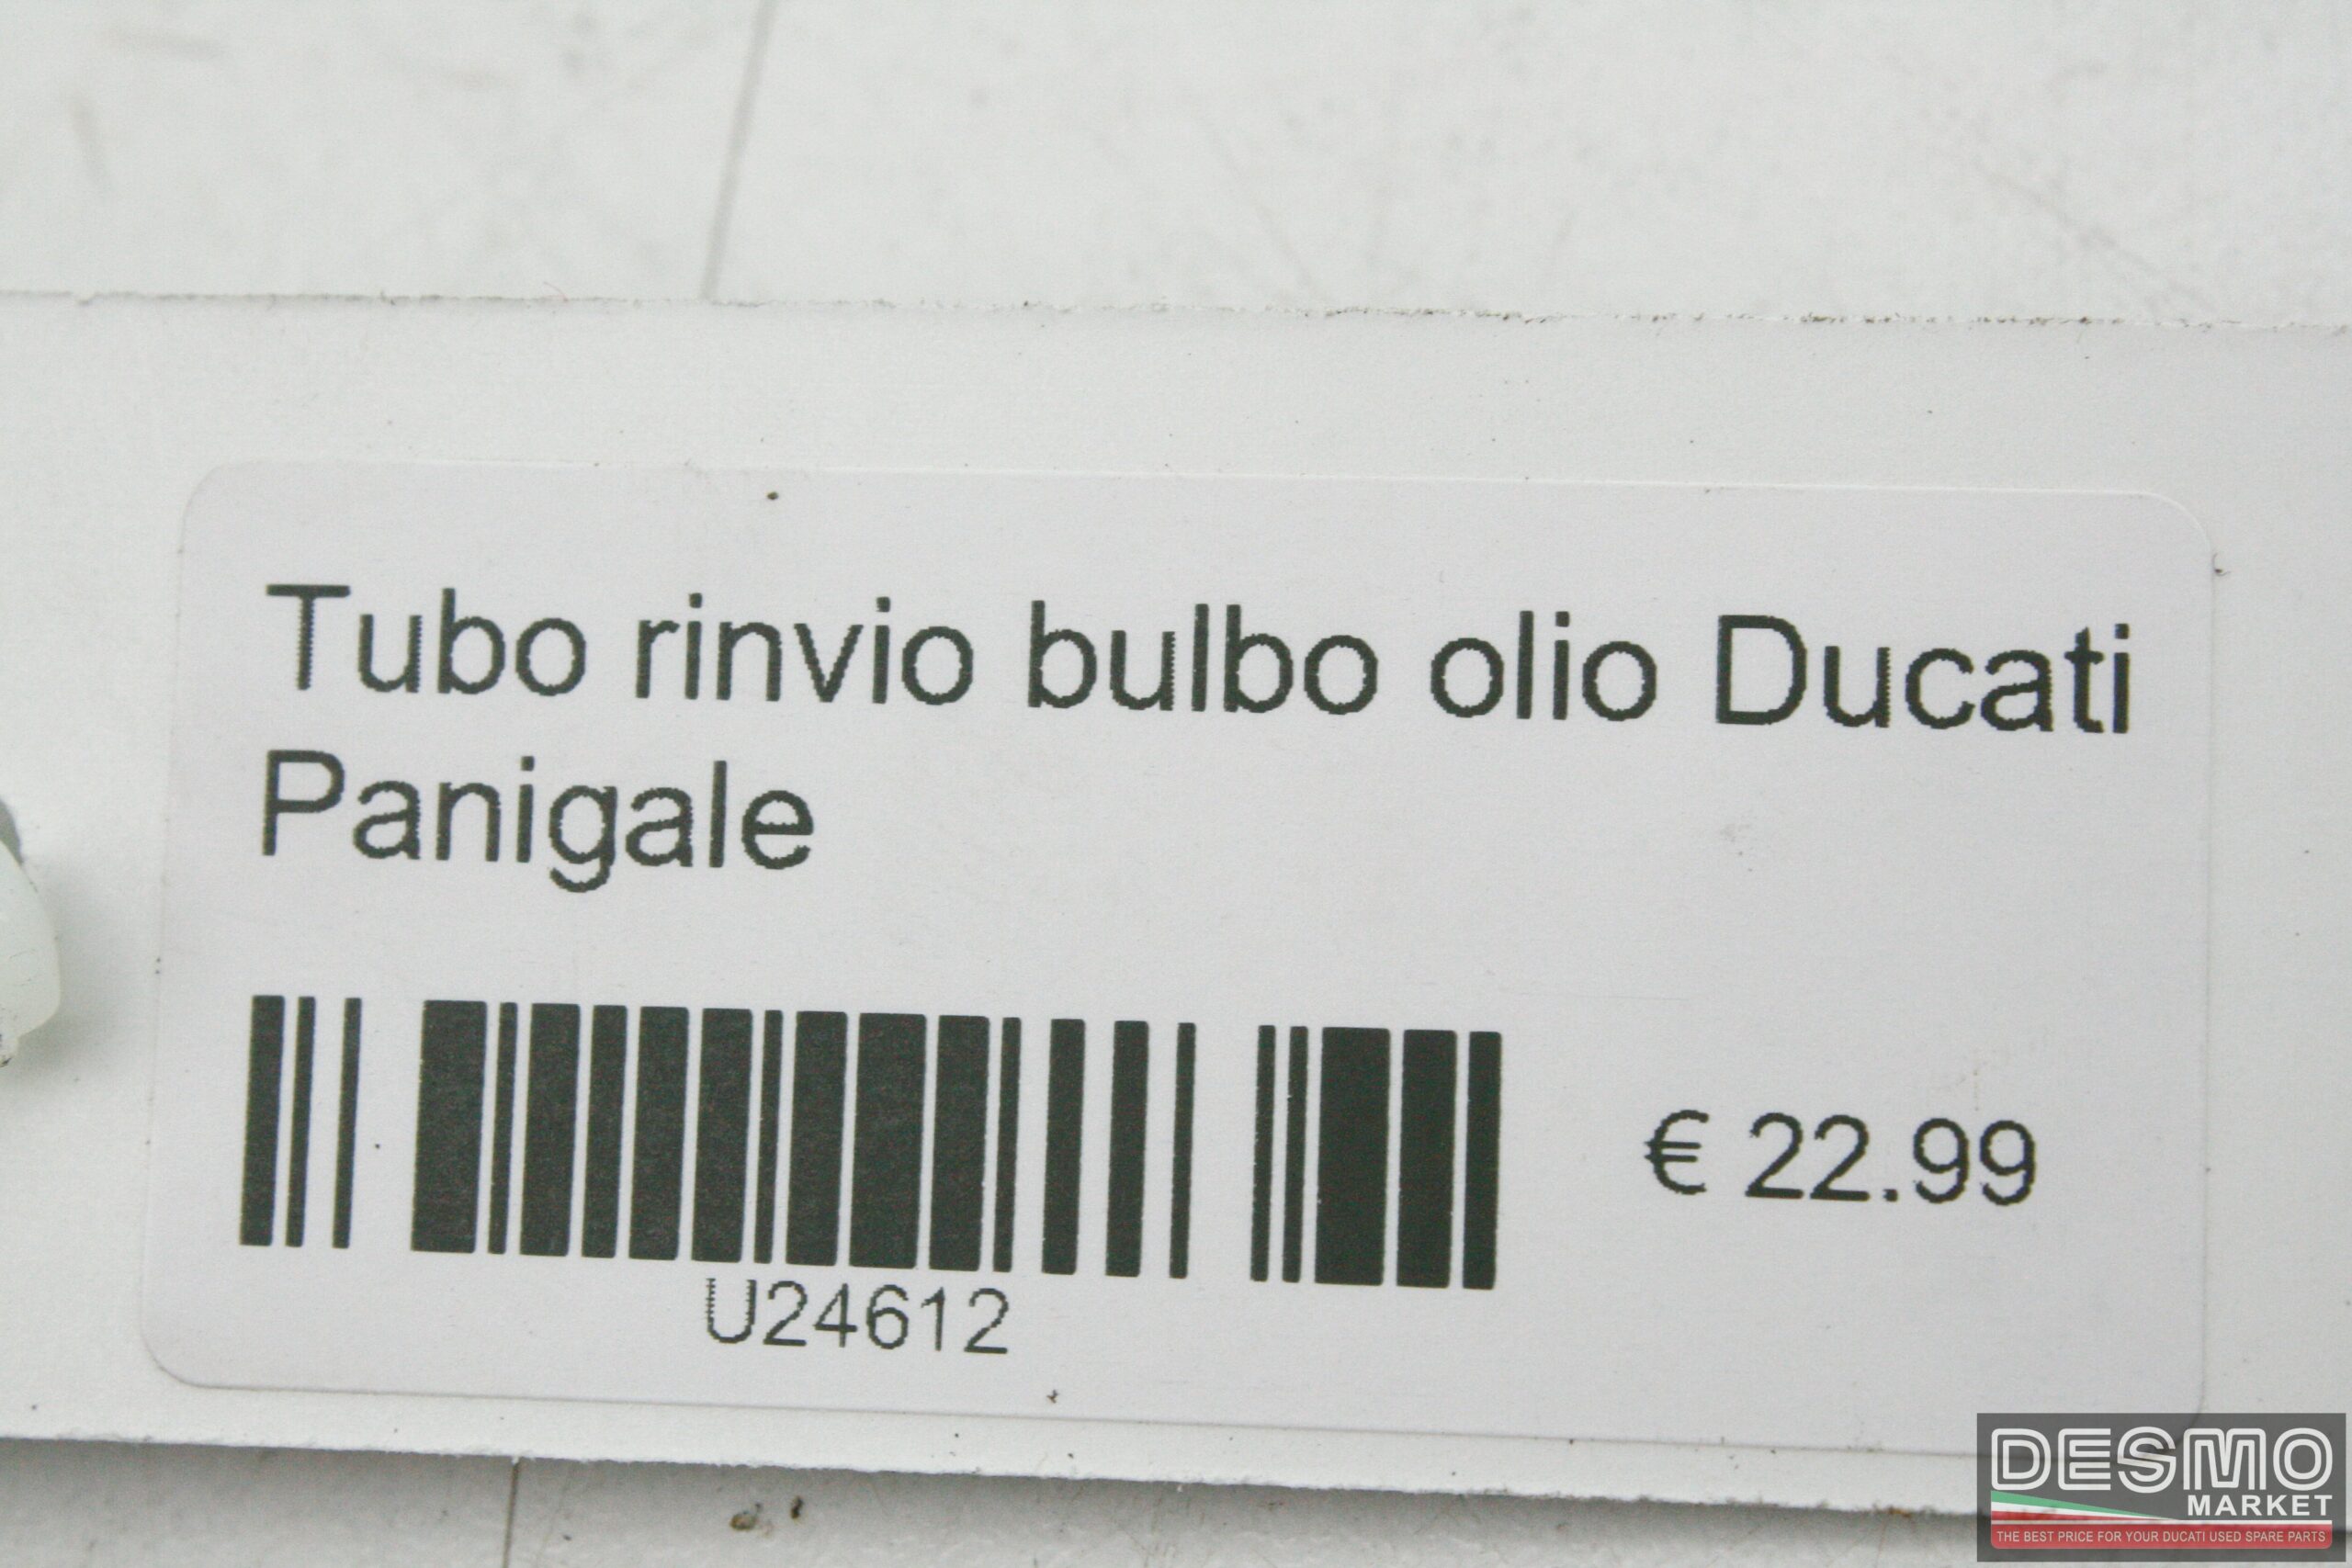 Tubo rinvio bulbo olio Ducati
Panigale
€ 22.99
U24612
DESMO
MARKET
THE BEST PRICE FOR YOUR DUCATI USED SPARE PARTS